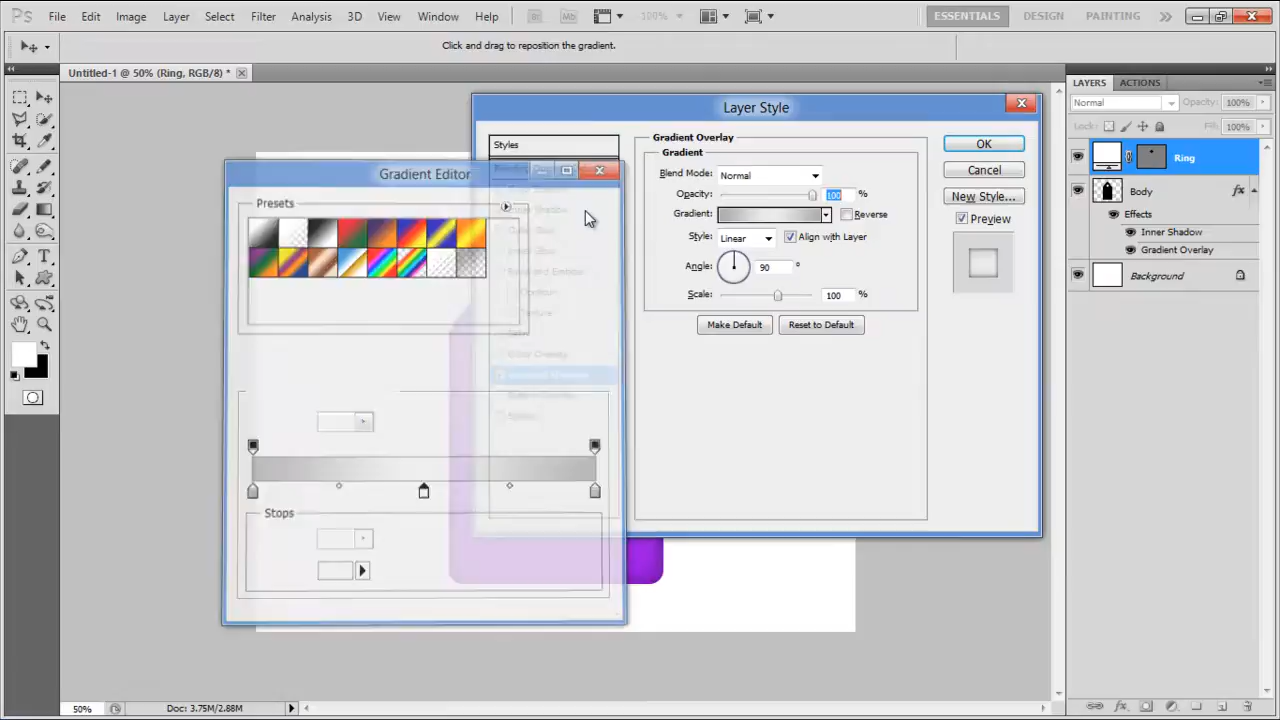 Ps File Edit Image Layer Select Filter Analysis 3D View Window Help Br Mb 100% ESSENTIALS DESIGN PAINTING
Click and drag to reposition the gradient.
Untitled-1 @ 50% (Ring, RGB/8) *
LAYERS ACTIONS
Normal Opacity: 100%
Lock: Fill: 100%
Ring
Body fx
Effects
Inner Shadow
Gradient Overlay
Background
Layer Style
Styles
Gradient Overlay
Gradient
Blend Mode: Normal
Opacity: 100 %
Gradient: Reverse
Style: Linear Align with Layer
Angle: 90 °
Scale: 100 %
Make Default Reset to Default
OK
Cancel
New Style...
Preview
Gradient Editor
Presets
Stops
50% Doc: 3.75M/2.88M
fx